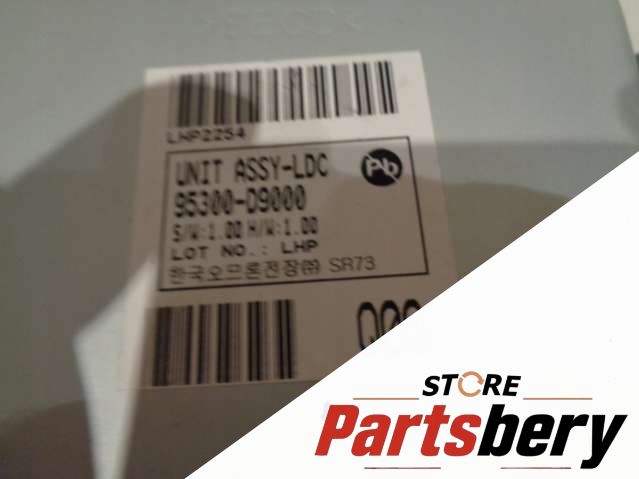 LHP2254
UNIT ASSY-LDC
Pb
95300-D9000
S/W:1.00 H/W:1.00
LOT NO.: LHP
한국오므론전장㈜ SR73
STORE
Partsbery